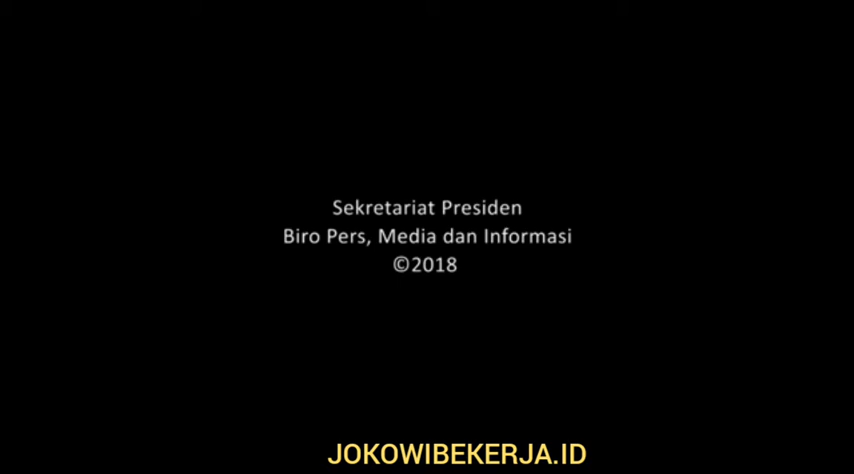 Sekretariat Presiden
Biro Pers, Media dan Informasi
©2018
JOKOWIBEKERJA.ID